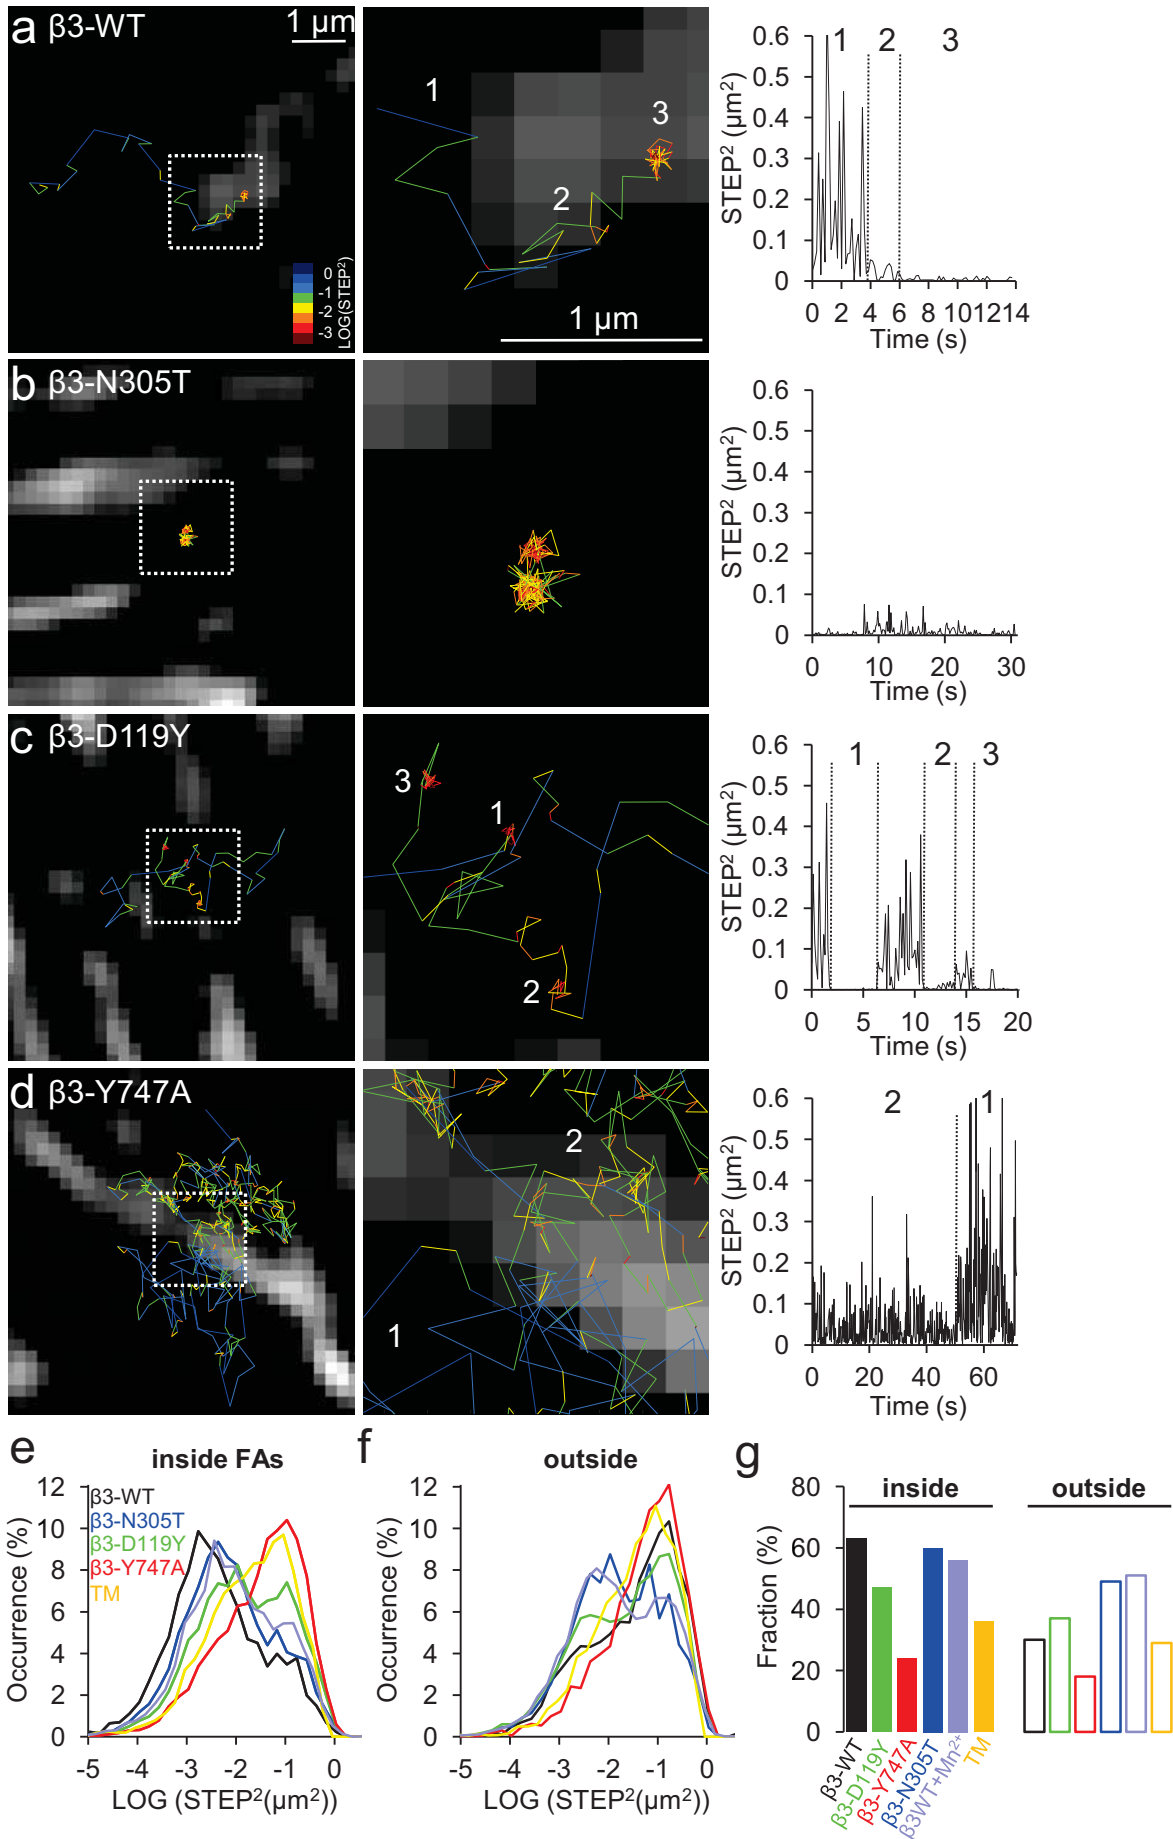 a β3-WT
1 µm
0
-1
-2
-3
LOG(STEP²)
1
2
3
1 µm
STEP² (µm²)
0.6
0.5
0.4
0.3
0.2
0.1
0
1 2 3
0 2 4 6 8 10 12 14
Time (s)
b β3-N305T
STEP² (µm²)
0.6
0.5
0.4
0.3
0.2
0.1
0
0 10 20 30
Time (s)
c β3-D119Y
3
1
2
STEP² (µm²)
0.6
0.5
0.4
0.3
0.2
0.1
0
1 2 3
0 5 10 15 20
Time (s)
d β3-Y747A
2
1
STEP² (µm²)
0.6
0.5
0.4
0.3
0.2
0.1
0
2 1
0 20 40 60
Time (s)
e inside FAs
Occurrence (%)
12
10
8
6
4
2
0
β3-WT
β3-N305T
β3-D119Y
β3-Y747A
TM
-5 -4 -3 -2 -1 0
LOG (STEP²(µm²))
f outside
Occurrence (%)
12
10
8
6
4
2
0
-5 -4 -3 -2 -1 0
LOG (STEP²(µm²))
g
inside outside
Fraction (%)
80
60
40
20
0
β3-WT
β3-D119Y
β3-Y747A
β3-N305T
β3WT+Mn²⁺
TM